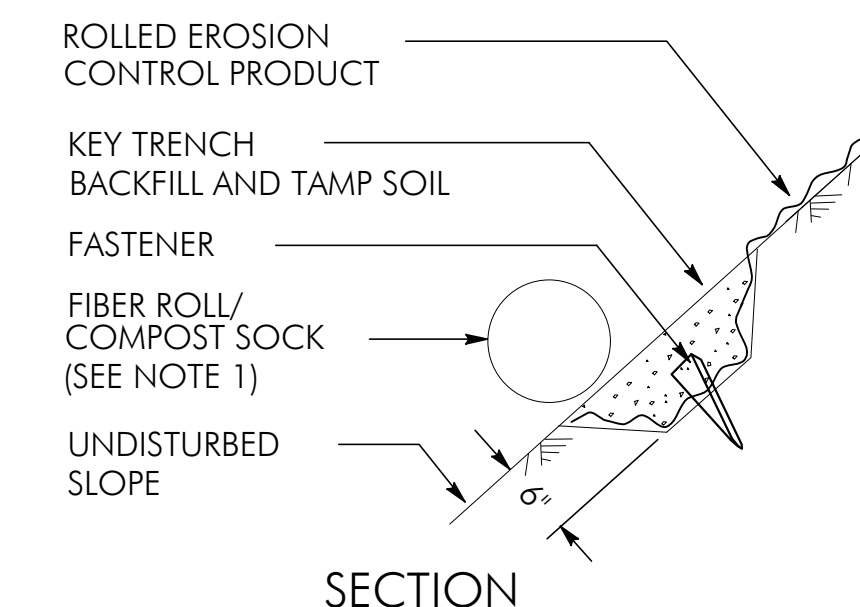 ROLLED EROSION
CONTROL PRODUCT
KEY TRENCH
BACKFILL AND TAMP SOIL
FASTENER
FIBER ROLL/
COMPOST SOCK
(SEE NOTE 1)
UNDISTURBED
SLOPE
6"
SECTION